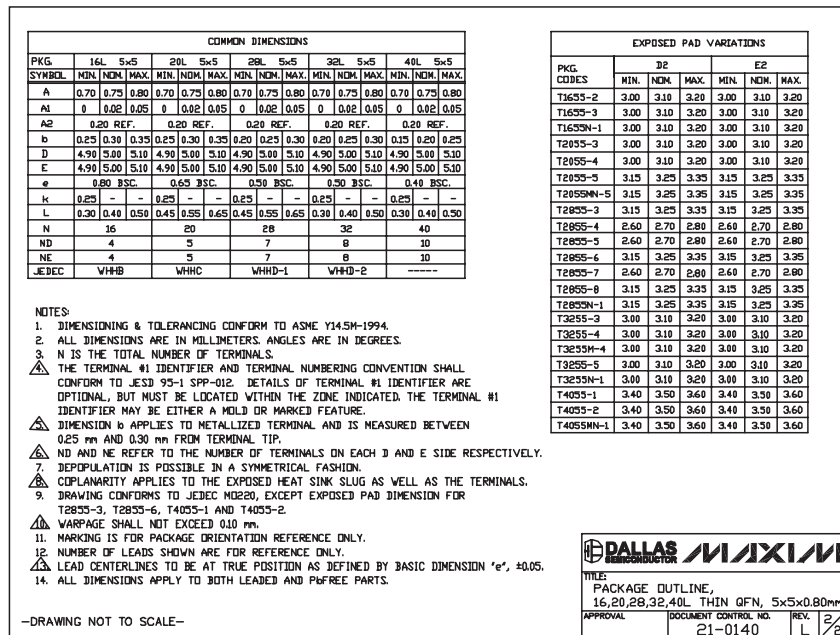 COMMON DIMENSIONS
PKG. 16L 5x5 20L 5x5 28L 5x5 32L 5x5 40L 5x5
SYMBOL MIN. NOM. MAX. MIN. NOM. MAX. MIN. NOM. MAX. MIN. NOM. MAX. MIN. NOM. MAX.
A 0.70 0.75 0.80 0.70 0.75 0.80 0.70 0.75 0.80 0.70 0.75 0.80 0.70 0.75 0.80
A1 0 0.02 0.05 0 0.02 0.05 0 0.02 0.05 0 0.02 0.05 0 0.02 0.05
A2 0.20 REF. 0.20 REF. 0.20 REF. 0.20 REF. 0.20 REF.
b 0.25 0.30 0.35 0.25 0.30 0.35 0.20 0.25 0.30 0.20 0.25 0.30 0.15 0.20 0.25
D 4.90 5.00 5.10 4.90 5.00 5.10 4.90 5.00 5.10 4.90 5.00 5.10 4.90 5.00 5.10
E 4.90 5.00 5.10 4.90 5.00 5.10 4.90 5.00 5.10 4.90 5.00 5.10 4.90 5.00 5.10
e 0.80 BSC. 0.65 BSC. 0.50 BSC. 0.50 BSC. 0.40 BSC.
k 0.25 - - 0.25 - - 0.25 - - 0.25 - - 0.25 - -
L 0.30 0.40 0.50 0.45 0.55 0.65 0.45 0.55 0.65 0.30 0.40 0.50 0.30 0.40 0.50
N 16 20 28 32 40
ND 4 5 7 8 10
NE 4 5 7 8 10
JEDEC WHHB WHHC WHHD-1 WHHD-2 -----
EXPOSED PAD VARIATIONS
PKG. CODES D2 E2
MIN. NOM. MAX. MIN. NOM. MAX.
T1655-2 3.00 3.10 3.20 3.00 3.10 3.20
T1655-3 3.00 3.10 3.20 3.00 3.10 3.20
T1655N-1 3.00 3.10 3.20 3.00 3.10 3.20
T2055-3 3.00 3.10 3.20 3.00 3.10 3.20
T2055-4 3.00 3.10 3.20 3.00 3.10 3.20
T2055-5 3.15 3.25 3.35 3.15 3.25 3.35
T2055MN-5 3.15 3.25 3.35 3.15 3.25 3.35
T2855-3 3.15 3.25 3.35 3.15 3.25 3.35
T2855-4 2.60 2.70 2.80 2.60 2.70 2.80
T2855-5 2.60 2.70 2.80 2.60 2.70 2.80
T2855-6 3.15 3.25 3.35 3.15 3.25 3.35
T2855-7 2.60 2.70 2.80 2.60 2.70 2.80
T2855-8 3.15 3.25 3.35 3.15 3.25 3.35
T2855N-1 3.15 3.25 3.35 3.15 3.25 3.35
T3255-3 3.00 3.10 3.20 3.00 3.10 3.20
T3255-4 3.00 3.10 3.20 3.00 3.10 3.20
T3255M-4 3.00 3.10 3.20 3.00 3.10 3.20
T3255-5 3.00 3.10 3.20 3.00 3.10 3.20
T3255N-1 3.00 3.10 3.20 3.00 3.10 3.20
T4055-1 3.40 3.50 3.60 3.40 3.50 3.60
T4055-2 3.40 3.50 3.60 3.40 3.50 3.60
T4055MN-1 3.40 3.50 3.60 3.40 3.50 3.60
NOTES:
1. DIMENSIONING & TOLERANCING CONFORM TO ASME Y14.5M-1994.
2. ALL DIMENSIONS ARE IN MILLIMETERS. ANGLES ARE IN DEGREES.
3. N IS THE TOTAL NUMBER OF TERMINALS.
4. THE TERMINAL #1 IDENTIFIER AND TERMINAL NUMBERING CONVENTION SHALL
CONFORM TO JESD 95-1 SPP-012. DETAILS OF TERMINAL #1 IDENTIFIER ARE
OPTIONAL, BUT MUST BE LOCATED WITHIN THE ZONE INDICATED. THE TERMINAL #1
IDENTIFIER MAY BE EITHER A MOLD OR MARKED FEATURE.
5. DIMENSION b APPLIES TO METALLIZED TERMINAL AND IS MEASURED BETWEEN
0.25 mm AND 0.30 mm FROM TERMINAL TIP.
6. ND AND NE REFER TO THE NUMBER OF TERMINALS ON EACH D AND E SIDE RESPECTIVELY.
7. DEPOPULATION IS POSSIBLE IN A SYMMETRICAL FASHION.
8. COPLANARITY APPLIES TO THE EXPOSED HEAT SINK SLUG AS WELL AS THE TERMINALS.
9. DRAWING CONFORMS TO JEDEC MO220, EXCEPT EXPOSED PAD DIMENSION FOR
T2855-3, T2855-6, T4055-1 AND T4055-2.
10. WARPAGE SHALL NOT EXCEED 0.10 mm.
11. MARKING IS FOR PACKAGE ORIENTATION REFERENCE ONLY.
12. NUMBER OF LEADS SHOWN ARE FOR REFERENCE ONLY.
13. LEAD CENTERLINES TO BE AT TRUE POSITION AS DEFINED BY BASIC DIMENSION "e", ±0.05.
14. ALL DIMENSIONS APPLY TO BOTH LEADED AND PbFREE PARTS.
-DRAWING NOT TO SCALE-
DALLAS SEMICONDUCTOR MAXIM
TITLE:
PACKAGE OUTLINE,
16,20,28,32,40L THIN QFN, 5x5x0.80mm
APPROVAL DOCUMENT CONTROL NO. REV.
21-0140 L 2/2